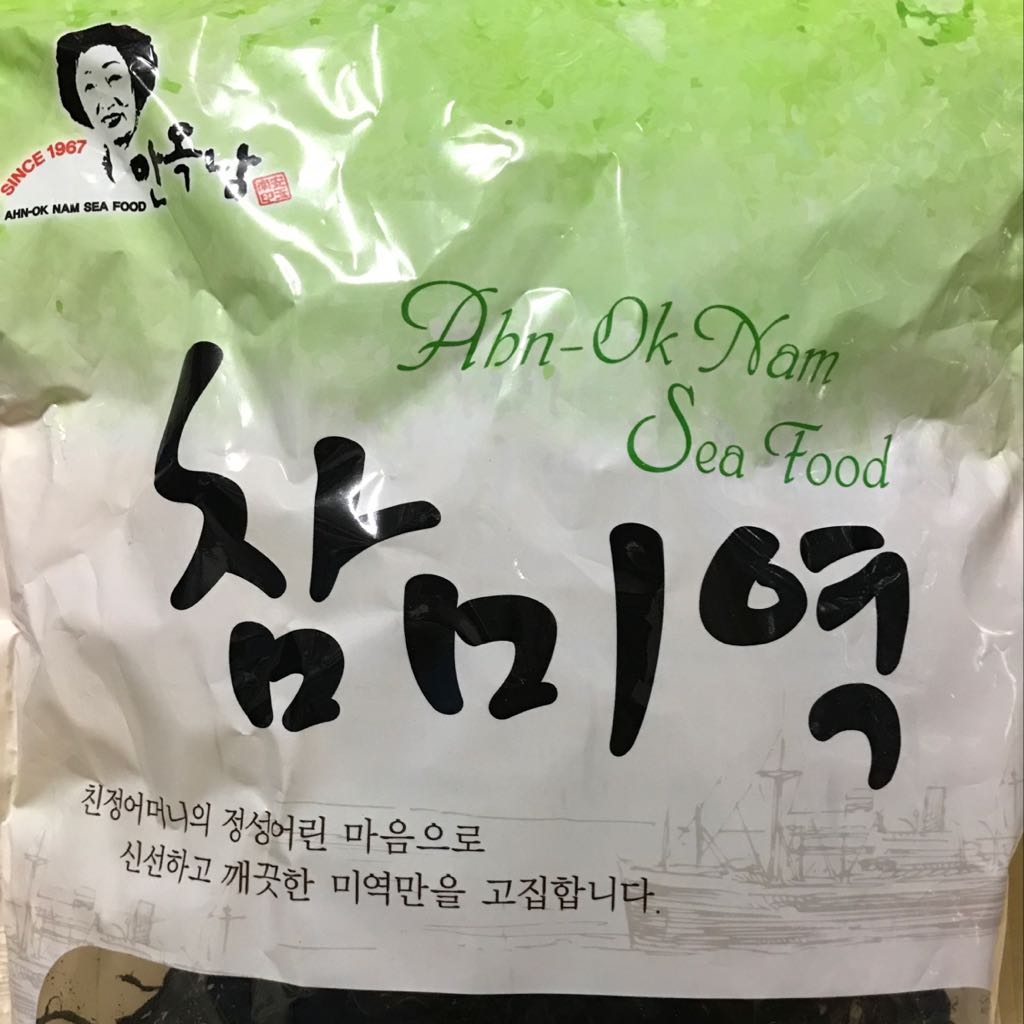 SINCE 1967
안옥남
AHN-OK NAM SEA FOOD
Ahn-Ok Nam
Sea Food
참미역
친정어머니의 정성어린 마음으로
신선하고 깨끗한 미역만을 고집합니다.